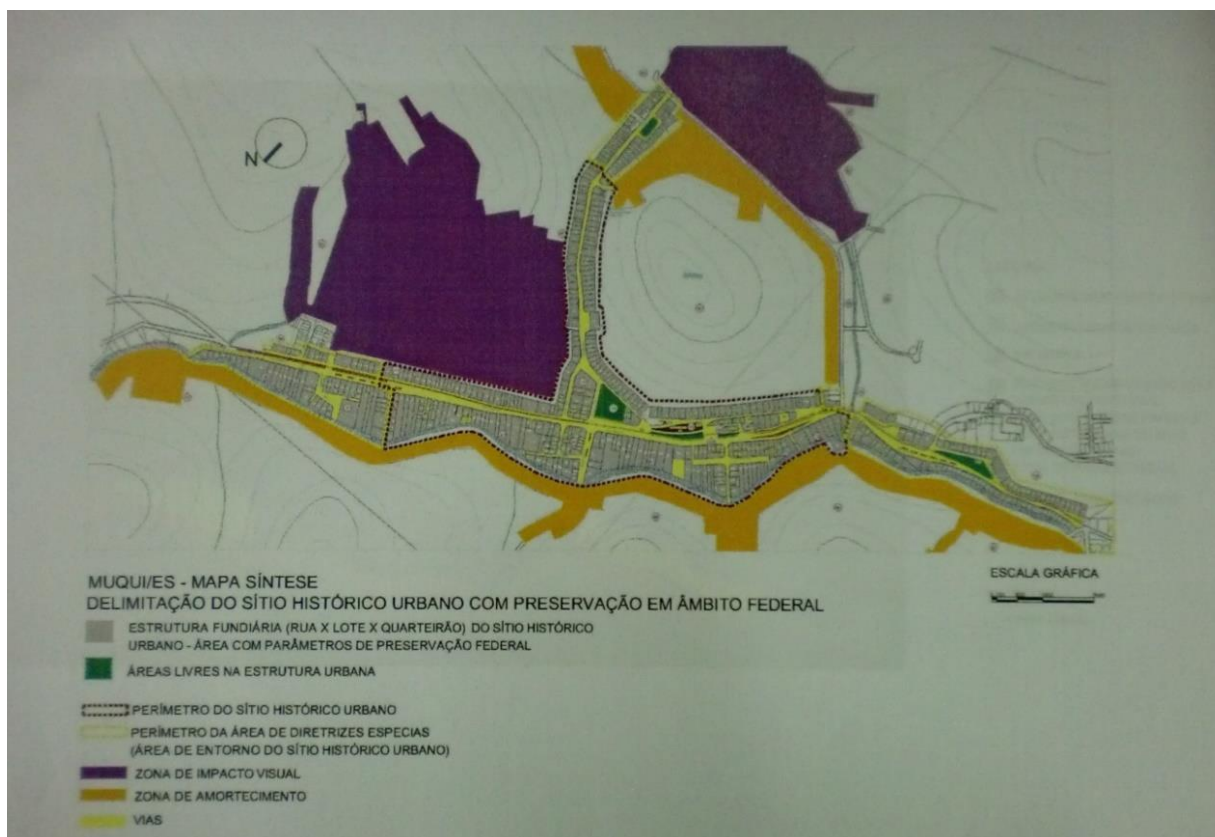 N
MUQUI/ES - MAPA SÍNTESE
DELIMITAÇÃO DO SÍTIO HISTÓRICO URBANO COM PRESERVAÇÃO EM ÂMBITO FEDERAL
ESTRUTURA FUNDIÁRIA (RUA X LOTE X QUARTEIRÃO) DO SÍTIO HISTÓRICO
URBANO - ÁREA COM PARÂMETROS DE PRESERVAÇÃO FEDERAL
ÁREAS LIVRES NA ESTRUTURA URBANA
PERÍMETRO DO SÍTIO HISTÓRICO URBANO
PERÍMETRO DA ÁREA DE DIRETRIZES ESPECIAS
(ÁREA DE ENTORNO DO SÍTIO HISTÓRICO URBANO)
ZONA DE IMPACTO VISUAL
ZONA DE AMORTECIMENTO
VIAS
ESCALA GRÁFICA